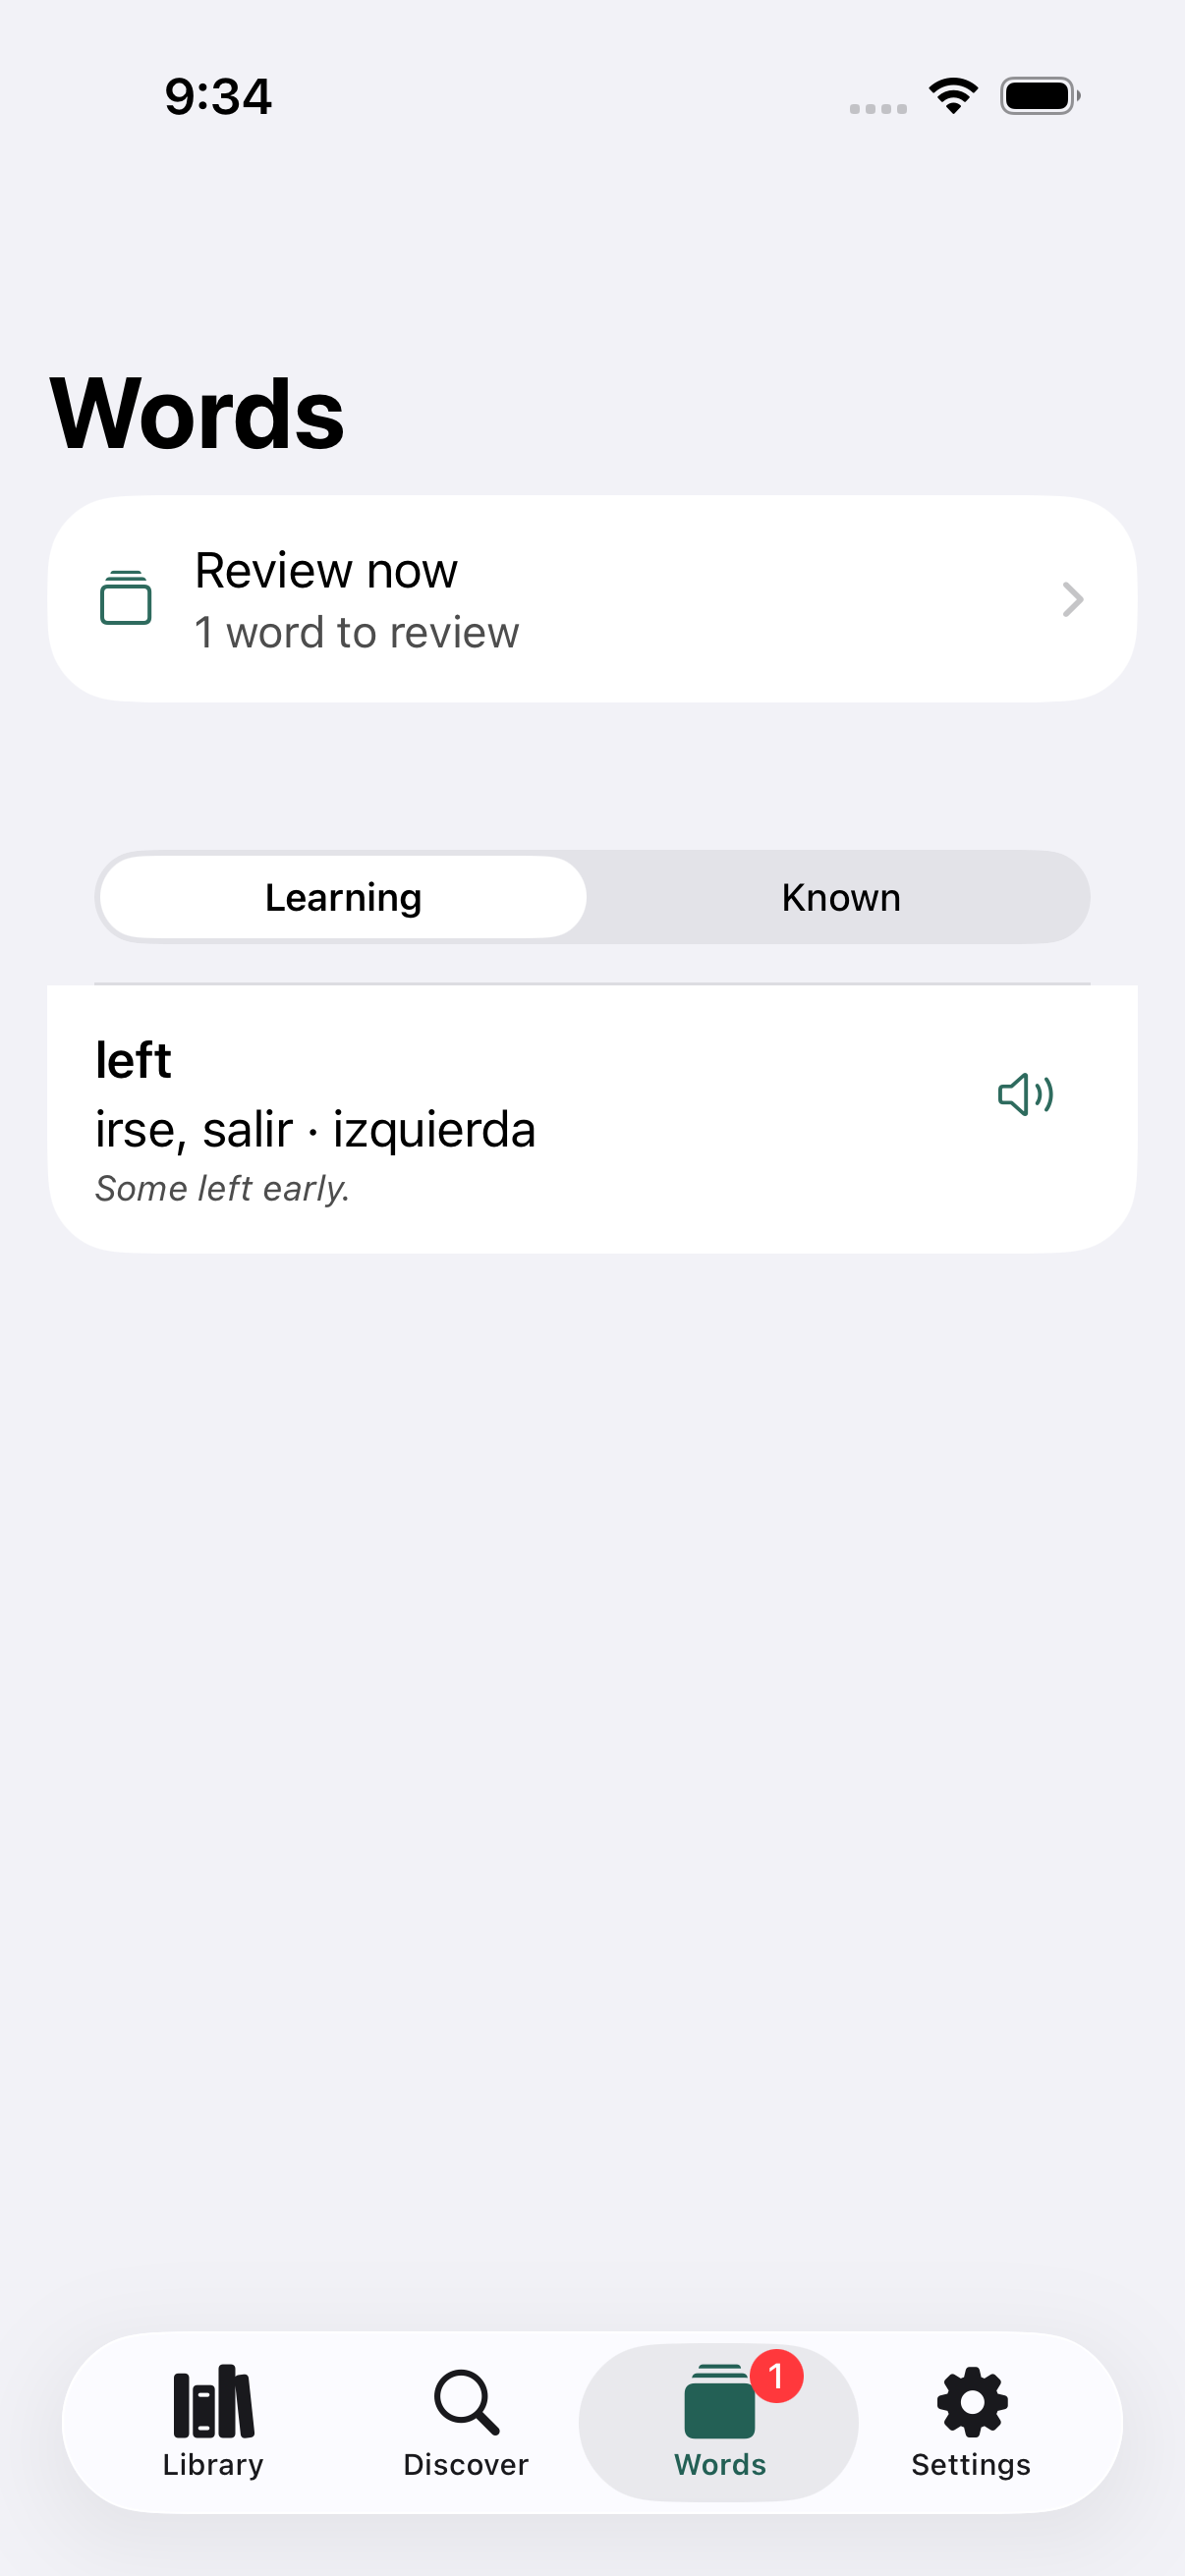 9:34
Words
Review now
1 word to review
Learning
Known
left
irse, salir · izquierda
Some left early.
1
Library
Discover
Words
Settings